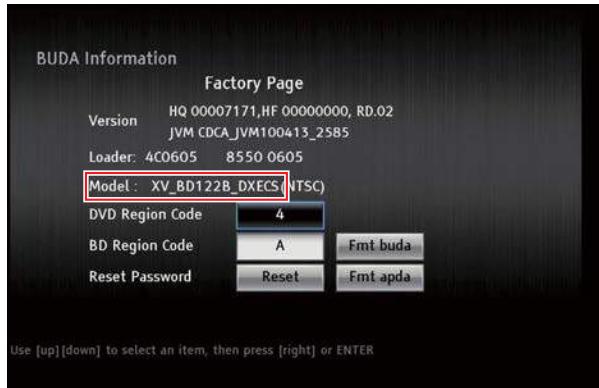 BUDA Information
Factory Page
Version
HQ 00007171,HF 00000000, RD.02
JVM CDCA_JVM100413_2585
Loader: 4C0605 8550 0605
Model : XV_BD122B_DXECS(NTSC)
DVD Region Code 4
BD Region Code A Fmt buda
Reset Password Reset Fmt apda
Use [up][down] to select an item, then press [right] or ENTER